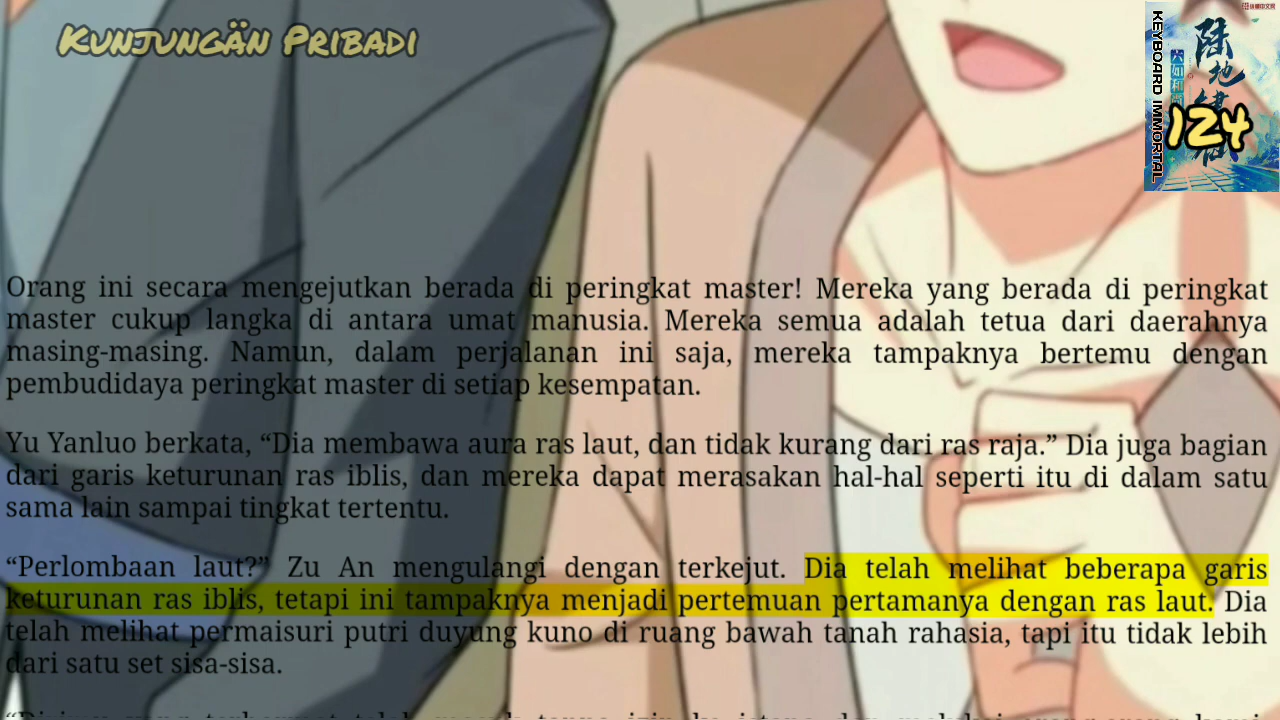 Kunjungän Pribadi
KEYBOARD IMMORTAL
124
Orang ini secara mengejutkan berada di peringkat master! Mereka yang berada di peringkat
master cukup langka di antara umat manusia. Mereka semua adalah tetua dari daerahnya
masing-masing. Namun, dalam perjalanan ini saja, mereka tampaknya bertemu dengan
pembudidaya peringkat master di setiap kesempatan.
Yu Yanluo berkata, “Dia membawa aura ras laut, dan tidak kurang dari ras raja.” Dia juga bagian
dari garis keturunan ras iblis, dan mereka dapat merasakan hal-hal seperti itu di dalam satu
sama lain sampai tingkat tertentu.
“Perlombaan laut?” Zu An mengulangi dengan terkejut. Dia telah melihat beberapa garis
keturunan ras iblis, tetapi ini tampaknya menjadi pertemuan pertamanya dengan ras laut. Dia
telah melihat permaisuri putri duyung kuno di ruang bawah tanah rahasia, tapi itu tidak lebih
dari satu set sisa-sisa.